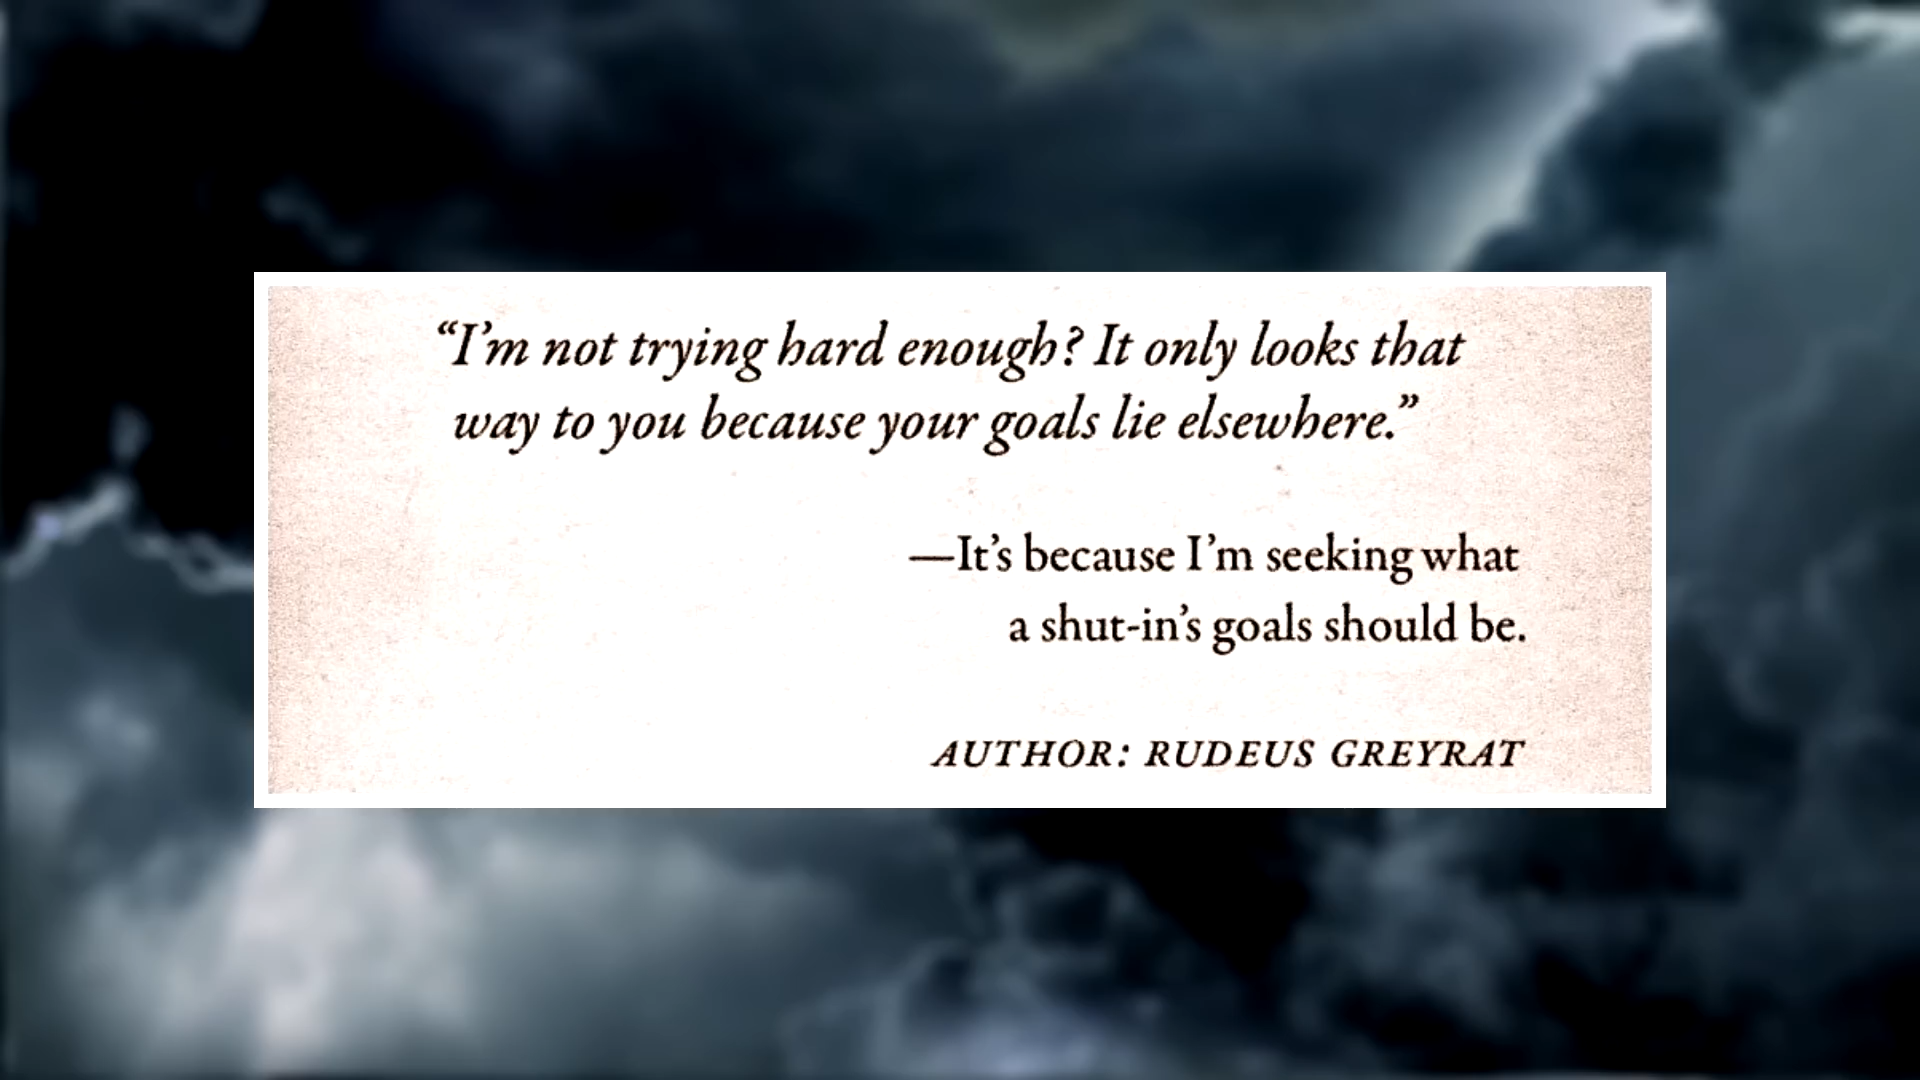 “I’m not trying hard enough? It only looks that
way to you because your goals lie elsewhere.”
—It’s because I’m seeking what
a shut-in’s goals should be.
AUTHOR: RUDEUS GREYRAT